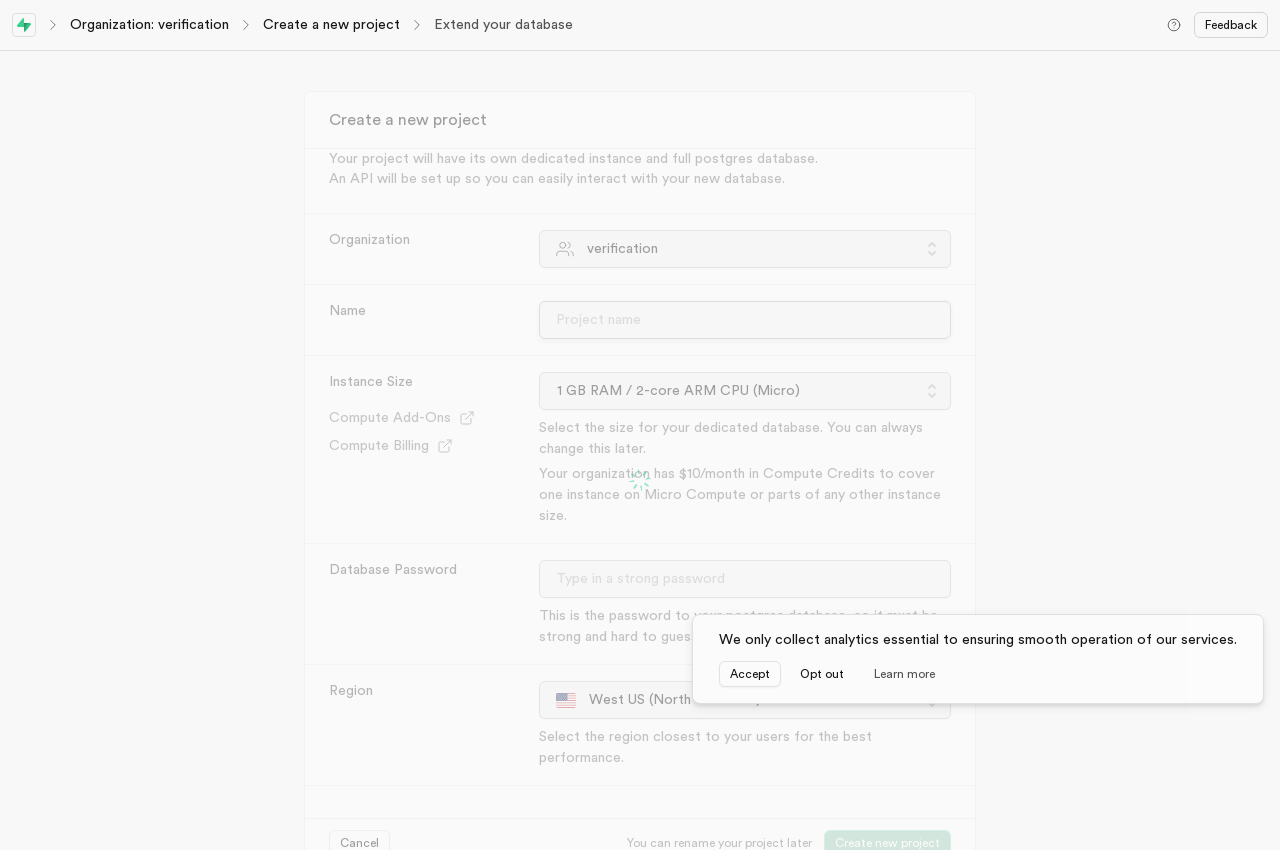 Organization: verification
Create a new project
Extend your database
Feedback
Create a new project
Your project will have its own dedicated instance and full postgres database.
An API will be set up so you can easily interact with your new database.
Organization
verification
Name
Project name
Instance Size
1 GB RAM / 2-core ARM CPU (Micro)
Compute Add-Ons
Compute Billing
Select the size for your dedicated database. You can always
change this later.
Your organization has $10/month in Compute Credits to cover
one instance on Micro Compute or parts of any other instance
size.
Database Password
Type in a strong password
This is the password to your postgres database, so it must be
strong and hard to gues
We only collect analytics essential to ensuring smooth operation of our services.
Accept
Opt out
Learn more
Region
West US (North
Select the region closest to your users for the best
performance.
Cancel
You can rename your project later
Create new project